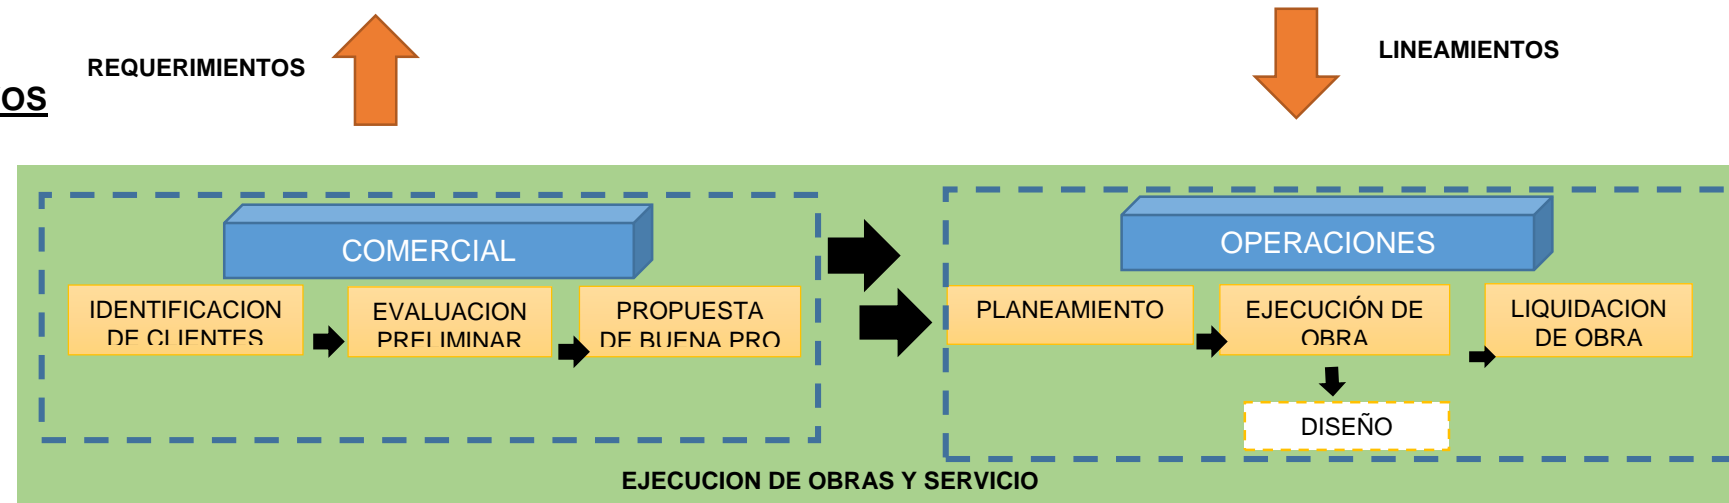 REQUERIMIENTOS
LINEAMIENTOS
OS
COMERCIAL
IDENTIFICACION
DE CLIENTES
EVALUACION
PRELIMINAR
PROPUESTA
DE BUENA PRO
OPERACIONES
PLANEAMIENTO
EJECUCIÓN DE
OBRA
LIQUIDACION
DE OBRA
DISEÑO
EJECUCION DE OBRAS Y SERVICIO